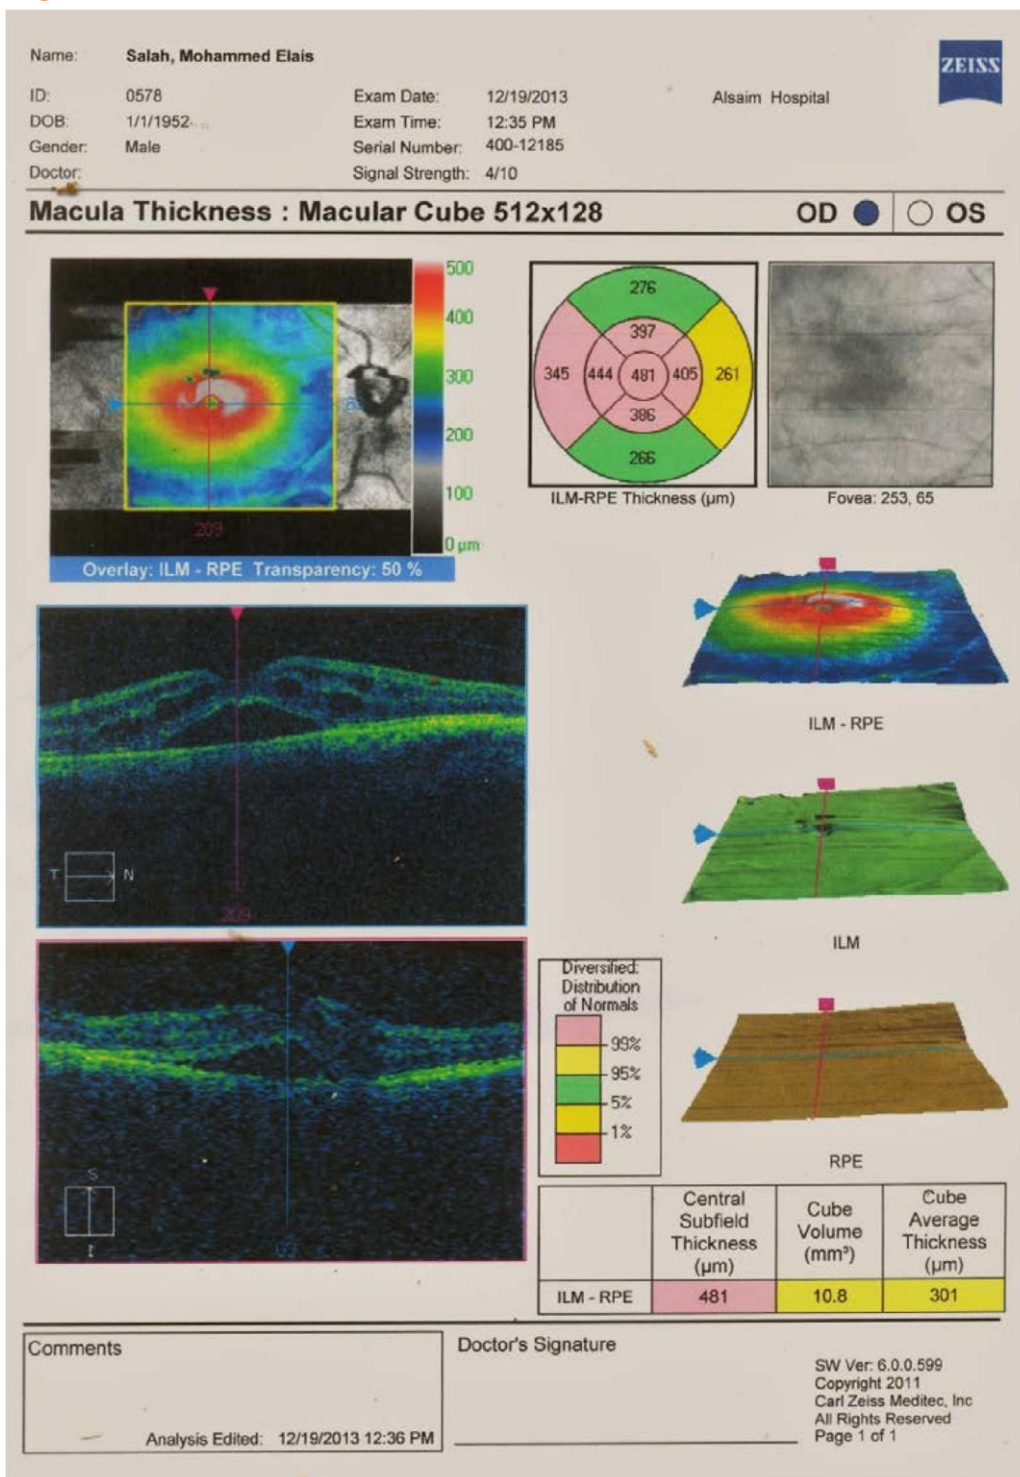 Name: Salah, Mohammed Elais
ZEISS
ID: 0578 Exam Date: 12/19/2013 Alsaim Hospital
DOB: 1/1/1952 Exam Time: 12:35 PM
Gender: Male Serial Number: 400-12185
Doctor: Signal Strength: 4/10
Macula Thickness : Macular Cube 512x128 OD OS
500
400
300
200
100
0 µm
209
Overlay: ILM - RPE Transparency: 50 %
276
397
345 444 481 405 261
386
266
ILM-RPE Thickness (µm)
Fovea: 253, 65
ILM - RPE
T N
209
ILM
Diversified:
Distribution
of Normals
99%
95%
5%
1%
RPE
S
I
Central Subfield Thickness (µm) Cube Volume (mm³) Cube Average Thickness (µm)
ILM - RPE 481 10.8 301
Comments
Doctor's Signature
Analysis Edited: 12/19/2013 12:36 PM
SW Ver: 6.0.0.599
Copyright 2011
Carl Zeiss Meditec, Inc
All Rights Reserved
Page 1 of 1